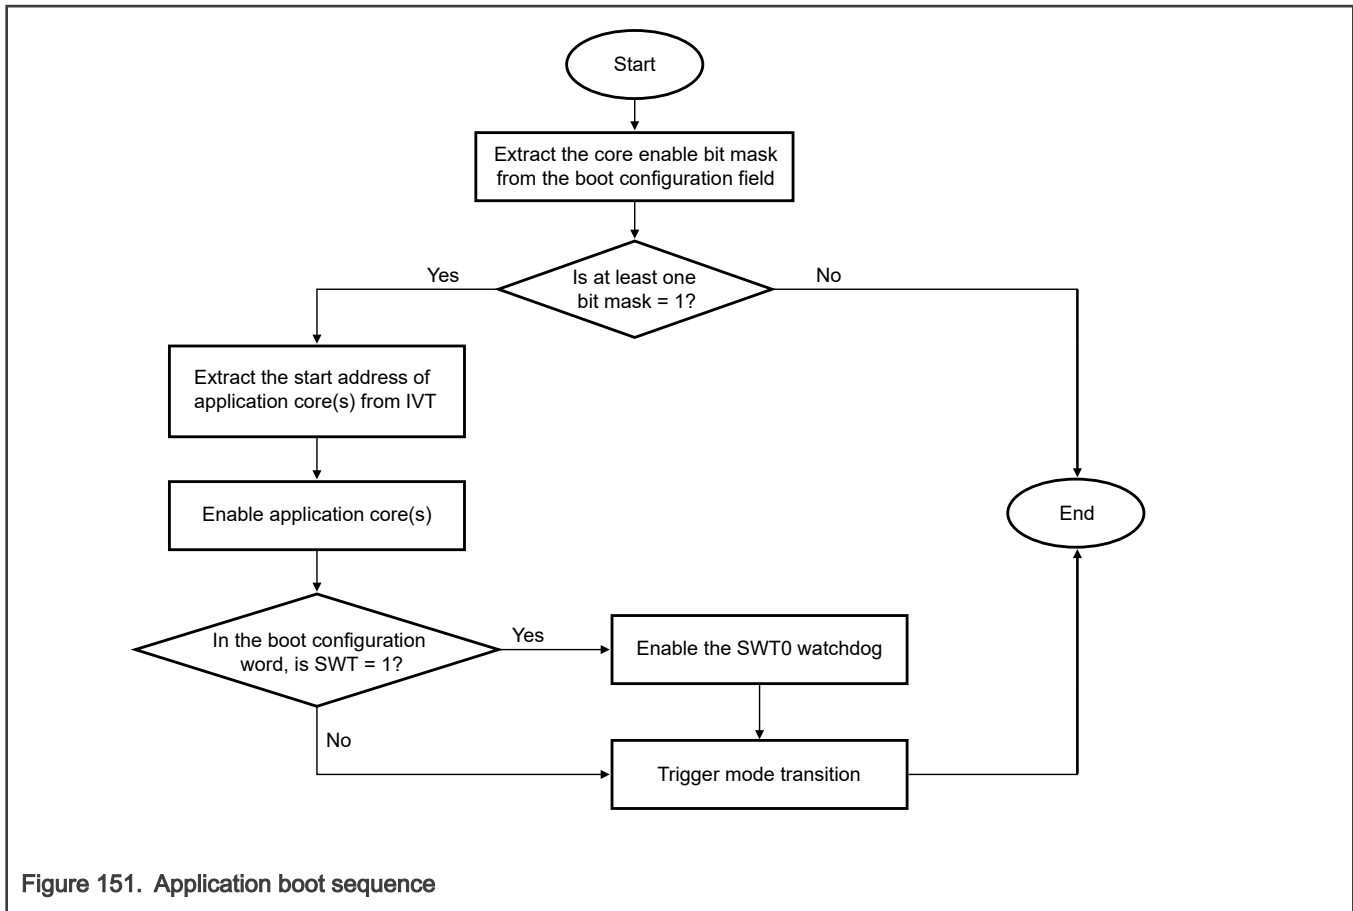 Start
Extract the core enable bit mask
from the boot configuration field
Yes
Is at least one
bit mask = 1?
No
Extract the start address of
application core(s) from IVT
Enable application core(s)
End
In the boot configuration
word, is SWT = 1?
Yes
Enable the SWT0 watchdog
No
Trigger mode transition
Figure 151. Application boot sequence